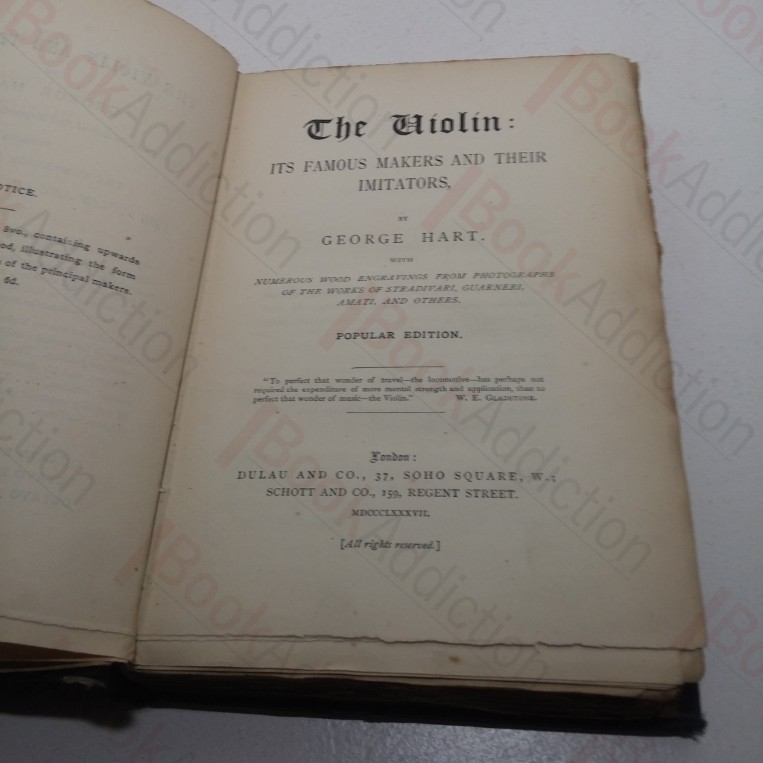 OTICE.
8vo., containing upwards
od, illustrating the form
of the principal makers.
6d.
The Violin:
ITS FAMOUS MAKERS AND THEIR
IMITATORS,
BY
GEORGE HART.
WITH
NUMEROUS WOOD ENGRAVINGS FROM PHOTOGRAPHS
OF THE WORKS OF STRADIVARI, GUARNERI,
AMATI, AND OTHERS.
POPULAR EDITION.
"To perfect that wonder of travel—the locomotive—has perhaps not
required the expenditure of more mental strength and application, than to
perfect that wonder of music—the Violin." W. E. GLADSTONE.
London:
DULAU AND CO., 37, SOHO SQUARE, W.;
SCHOTT AND CO., 159, REGENT STREET.
MDCCCLXXXVII.
[All rights reserved.]
BookAddiction